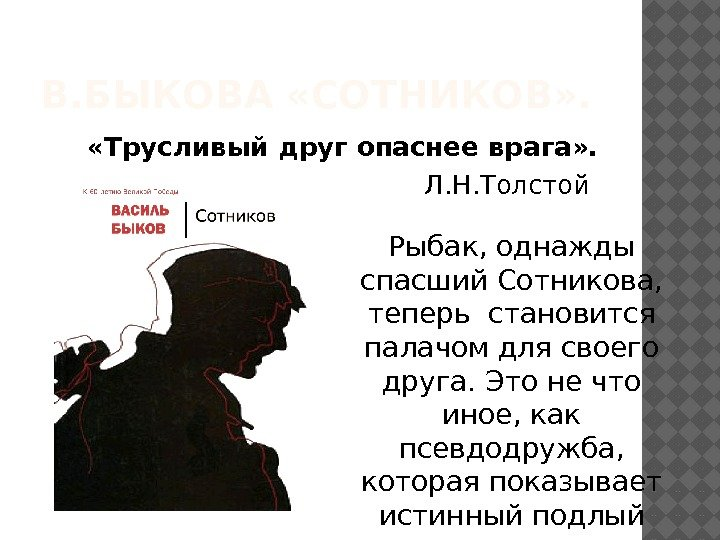 В.БЫКОВА «СОТНИКОВ».
«Трусливый друг опаснее врага».
Л.Н.Толстой
К 60-летию Великой Победы
ВАСИЛЬ
БЫКОВ
Сотников
Рыбак, однажды
спасший Сотникова,
теперь становится
палачом для своего
друга. Это не что
иное, как
псевдодружба,
которая показывает
истинный подлый